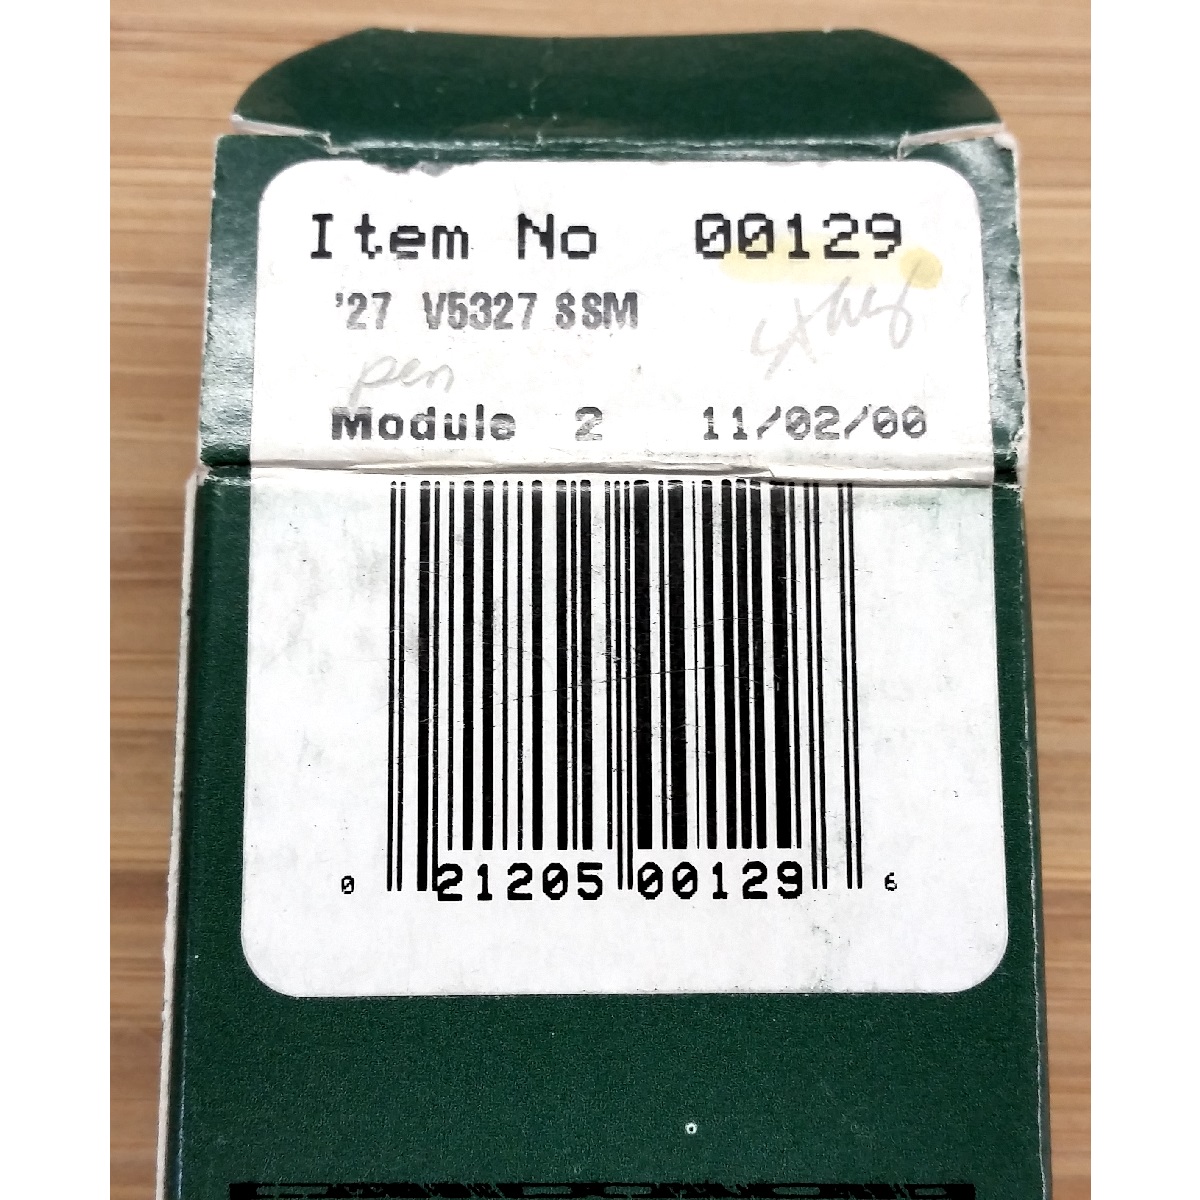 Item No 00129
'27 V5327 SSM
pen
Module 2 11/02/00
0 21205 00129 6